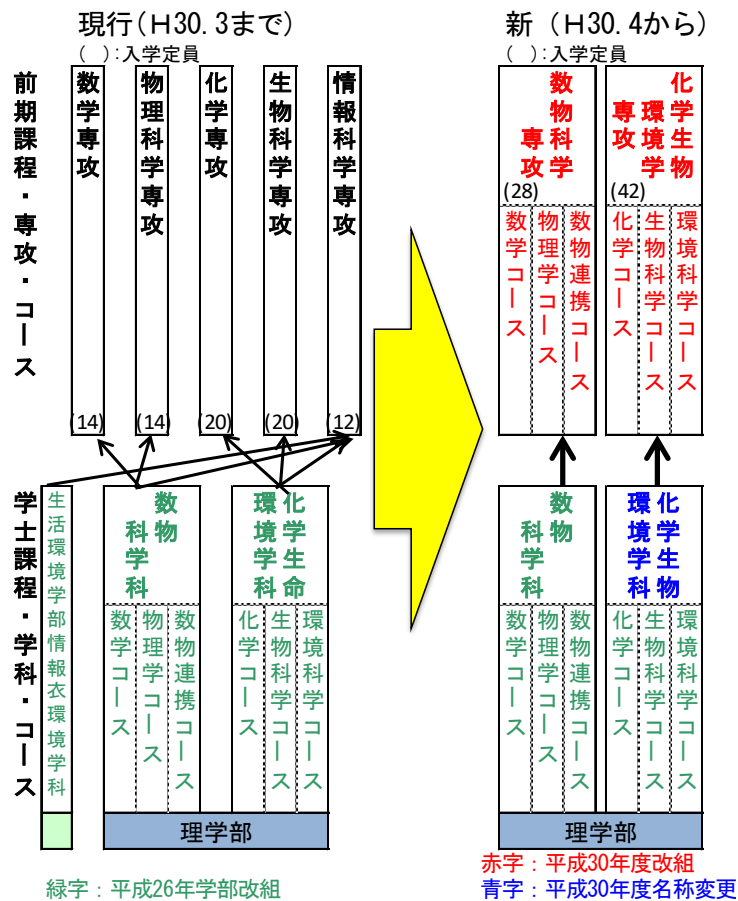 現行(H30.3まで)
( ):入学定員
前期課程・専攻・コース
数学専攻
(14)
物理科学専攻
(14)
化学専攻
(20)
生物科学専攻
(20)
情報科学専攻
(12)
学士課程・学科・コース
生活環境学部情報衣環境学科
数物
科学科
数学コース
物理学コース
数物連携コース
化学生命
環境学科
化学コース
生物科学コース
環境科学コース
理学部
緑字：平成26年学部改組
新（H30.4から）
( ):入学定員
数物科学
専攻
(28)
数学コース
物理学コース
数物連携コース
化学生物
環境学
専攻
(42)
化学コース
生物科学コース
環境科学コース
数物
科学科
数学コース
物理学コース
数物連携コース
化学生物
環境学科
化学コース
生物科学コース
環境科学コース
理学部
赤字：平成30年度改組
青字：平成30年度名称変更